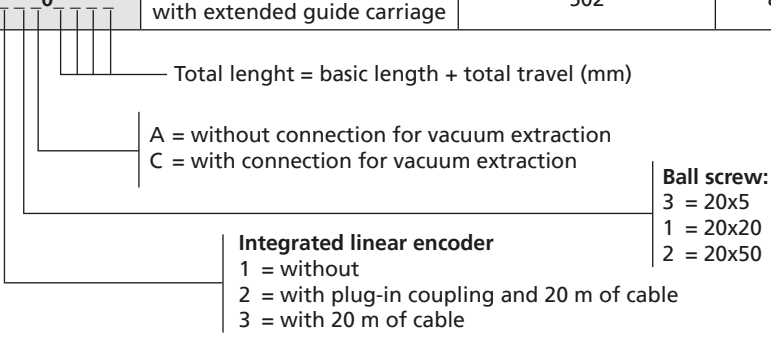 with extended guide carriage
Total lenght = basic length + total travel (mm)
A = without connection for vacuum extraction
C = with connection for vacuum extraction
Ball screw:
3 = 20x5
1 = 20x20
2 = 20x50
Integrated linear encoder
1 = without
2 = with plug-in coupling and 20 m of cable
3 = with 20 m of cable